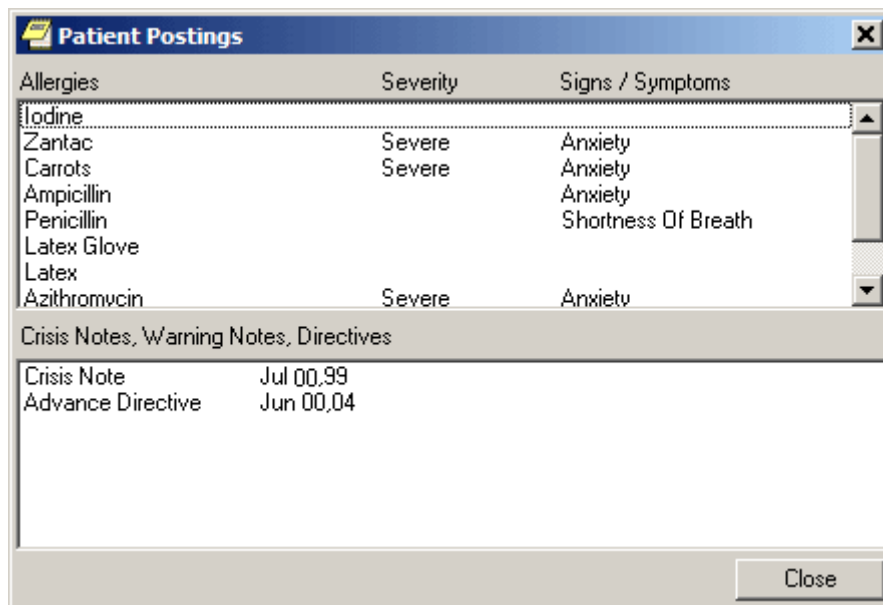 Patient Postings
Allergies Severity Signs / Symptoms
Iodine
Zantac Severe Anxiety
Carrots Severe Anxiety
Ampicillin Anxiety
Penicillin Shortness Of Breath
Latex Glove
Latex
Azithromycin Severe Anxiety
Crisis Notes, Warning Notes, Directives
Crisis Note Jul 00,99
Advance Directive Jun 00,04
Close